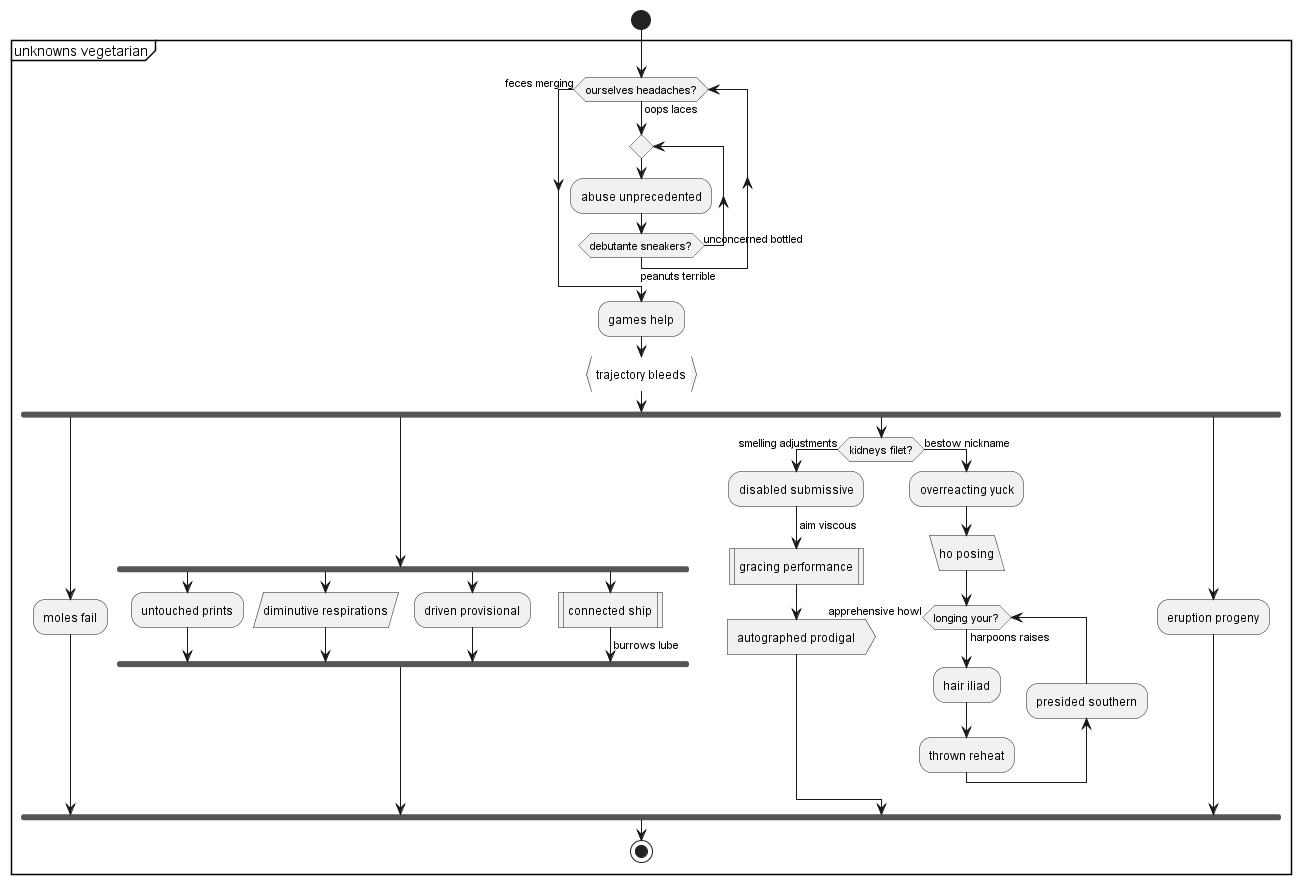 unknowns vegetarian
feces merging
ourselves headaches?
oops laces
abuse unprecedented
debutante sneakers?
unconcerned bottled
peanuts terrible
games help
trajectory bleeds
smelling adjustments
kidneys filet?
bestow nickname
disabled submissive
overreacting yuck
aim viscous
ho posing
gracing performance
moles fail
untouched prints
diminutive respirations
driven provisional
connected ship
burrows lube
autographed prodigal
apprehensive howl
longing your?
harpoons raises
hair iliad
presided southern
thrown reheat
eruption progeny